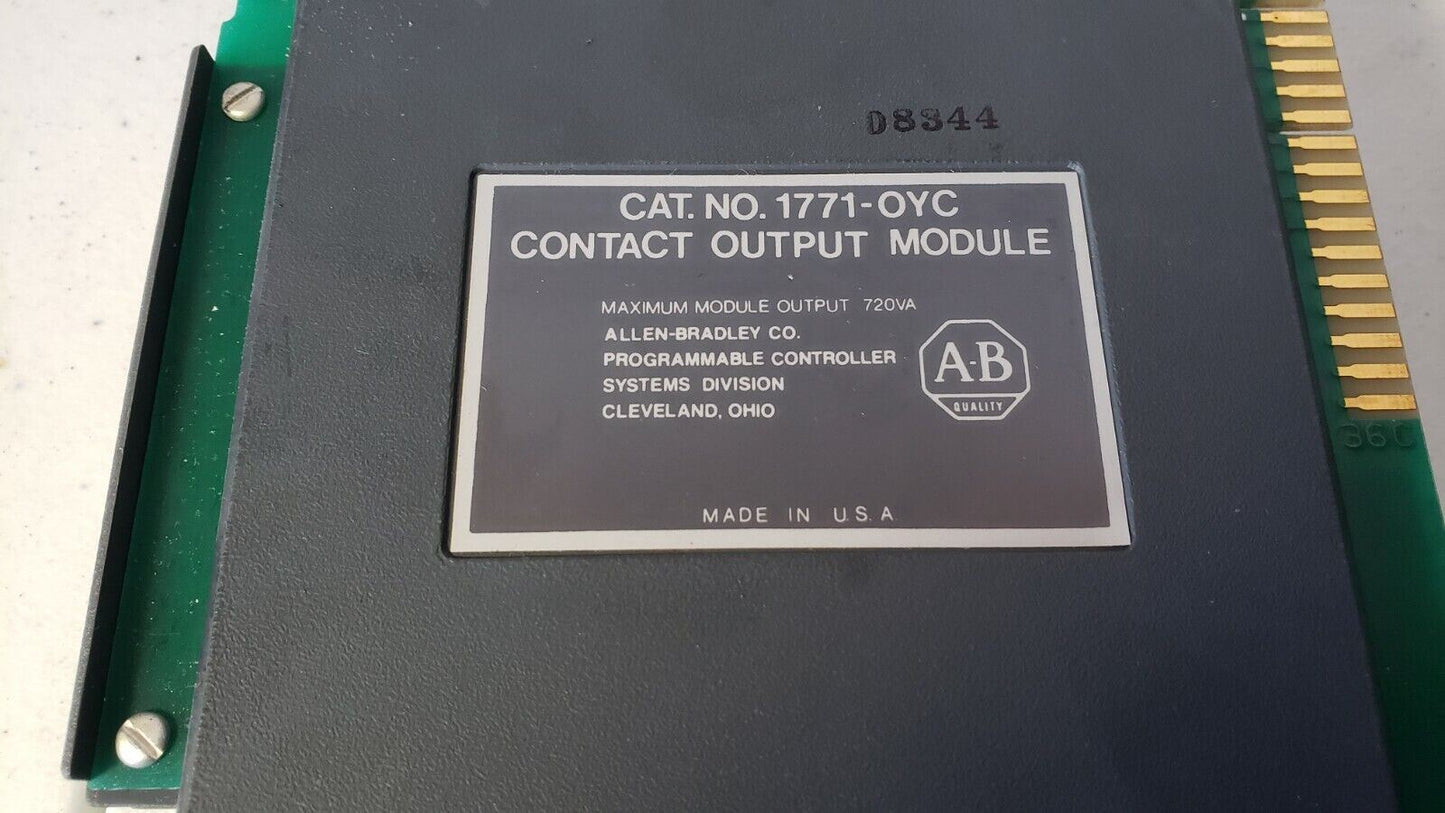 D8344
CAT. NO. 1771-OYC
CONTACT OUTPUT MODULE
MAXIMUM MODULE OUTPUT 720VA
ALLEN-BRADLEY CO.
PROGRAMMABLE CONTROLLER
SYSTEMS DIVISION
CLEVELAND, OHIO
A-B
QUALITY
MADE IN U.S.A
36C